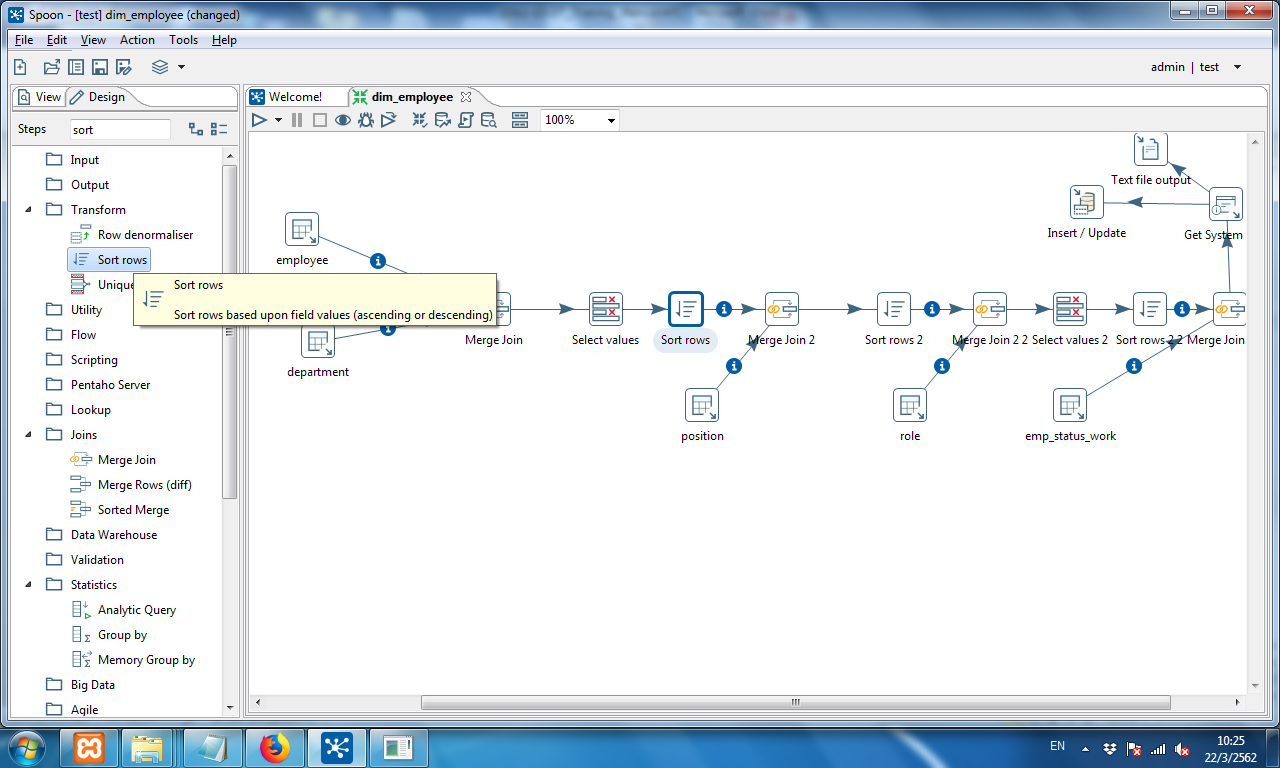 Spoon - [test] dim_employee (changed)
File Edit View Action Tools Help
admin | test
View Design
Welcome! dim_employee
Steps sort
100%
Input
Output
Transform
Row denormaliser
Sort rows
Unique
Utility
Flow
Scripting
Pentaho Server
Lookup
Joins
Merge Join
Merge Rows (diff)
Sorted Merge
Data Warehouse
Validation
Statistics
Analytic Query
Group by
Memory Group by
Big Data
Agile
Sort rows
Sort rows based upon field values (ascending or descending)
Text file output
Insert / Update
Get System
employee
Merge Join
Select values
Sort rows
Merge Join 2
Sort rows 2
Merge Join 2 2
Select values 2
Sort rows 2 2
Merge Join
department
position
role
emp_status_work
EN
10:25
22/3/2562